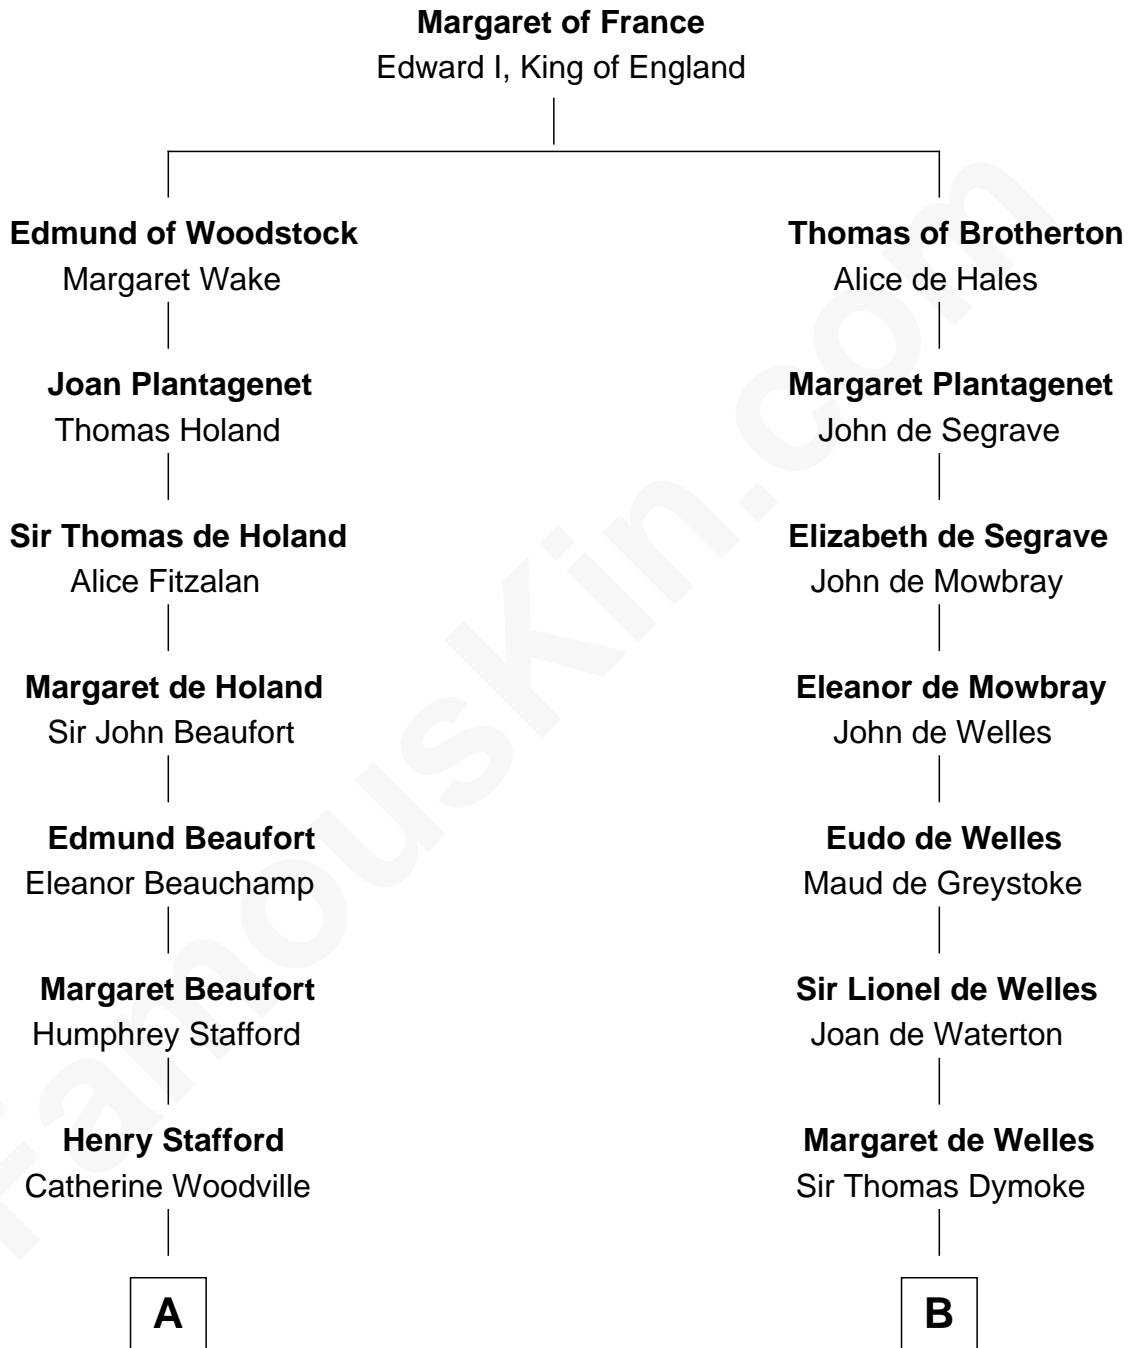 Margaret of France
Edward I, King of England
Edmund of Woodstock
Margaret Wake
Thomas of Brotherton
Alice de Hales
Joan Plantagenet
Thomas Holand
Margaret Plantagenet
John de Segrave
Sir Thomas de Holand
Alice Fitzalan
Elizabeth de Segrave
John de Mowbray
Margaret de Holand
Sir John Beaufort
Eleanor de Mowbray
John de Welles
Edmund Beaufort
Eleanor Beauchamp
Eudo de Welles
Maud de Greystoke
Margaret Beaufort
Humphrey Stafford
Sir Lionel de Welles
Joan de Waterton
Henry Stafford
Catherine Woodville
Margaret de Welles
Sir Thomas Dymoke
A
B
FamousKin.com